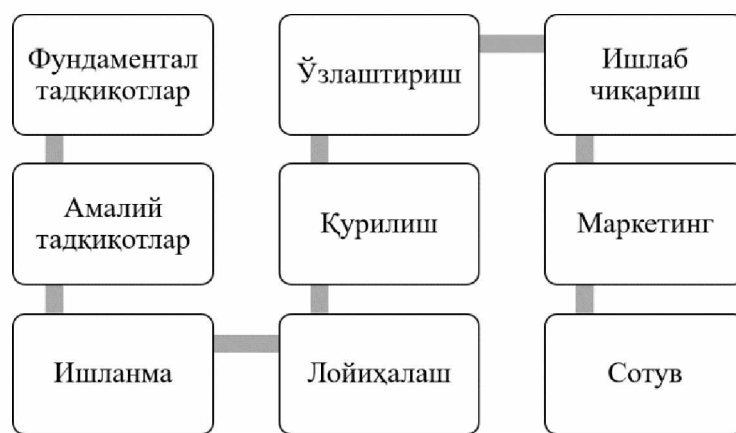 Фундаментал
тадқиқотлар
Амалий
тадқиқотлар
Ишланма
Лойиҳалаш
Қурилиш
Ўзлаштириш
Ишлаб
чиқариш
Маркетинг
Сотув